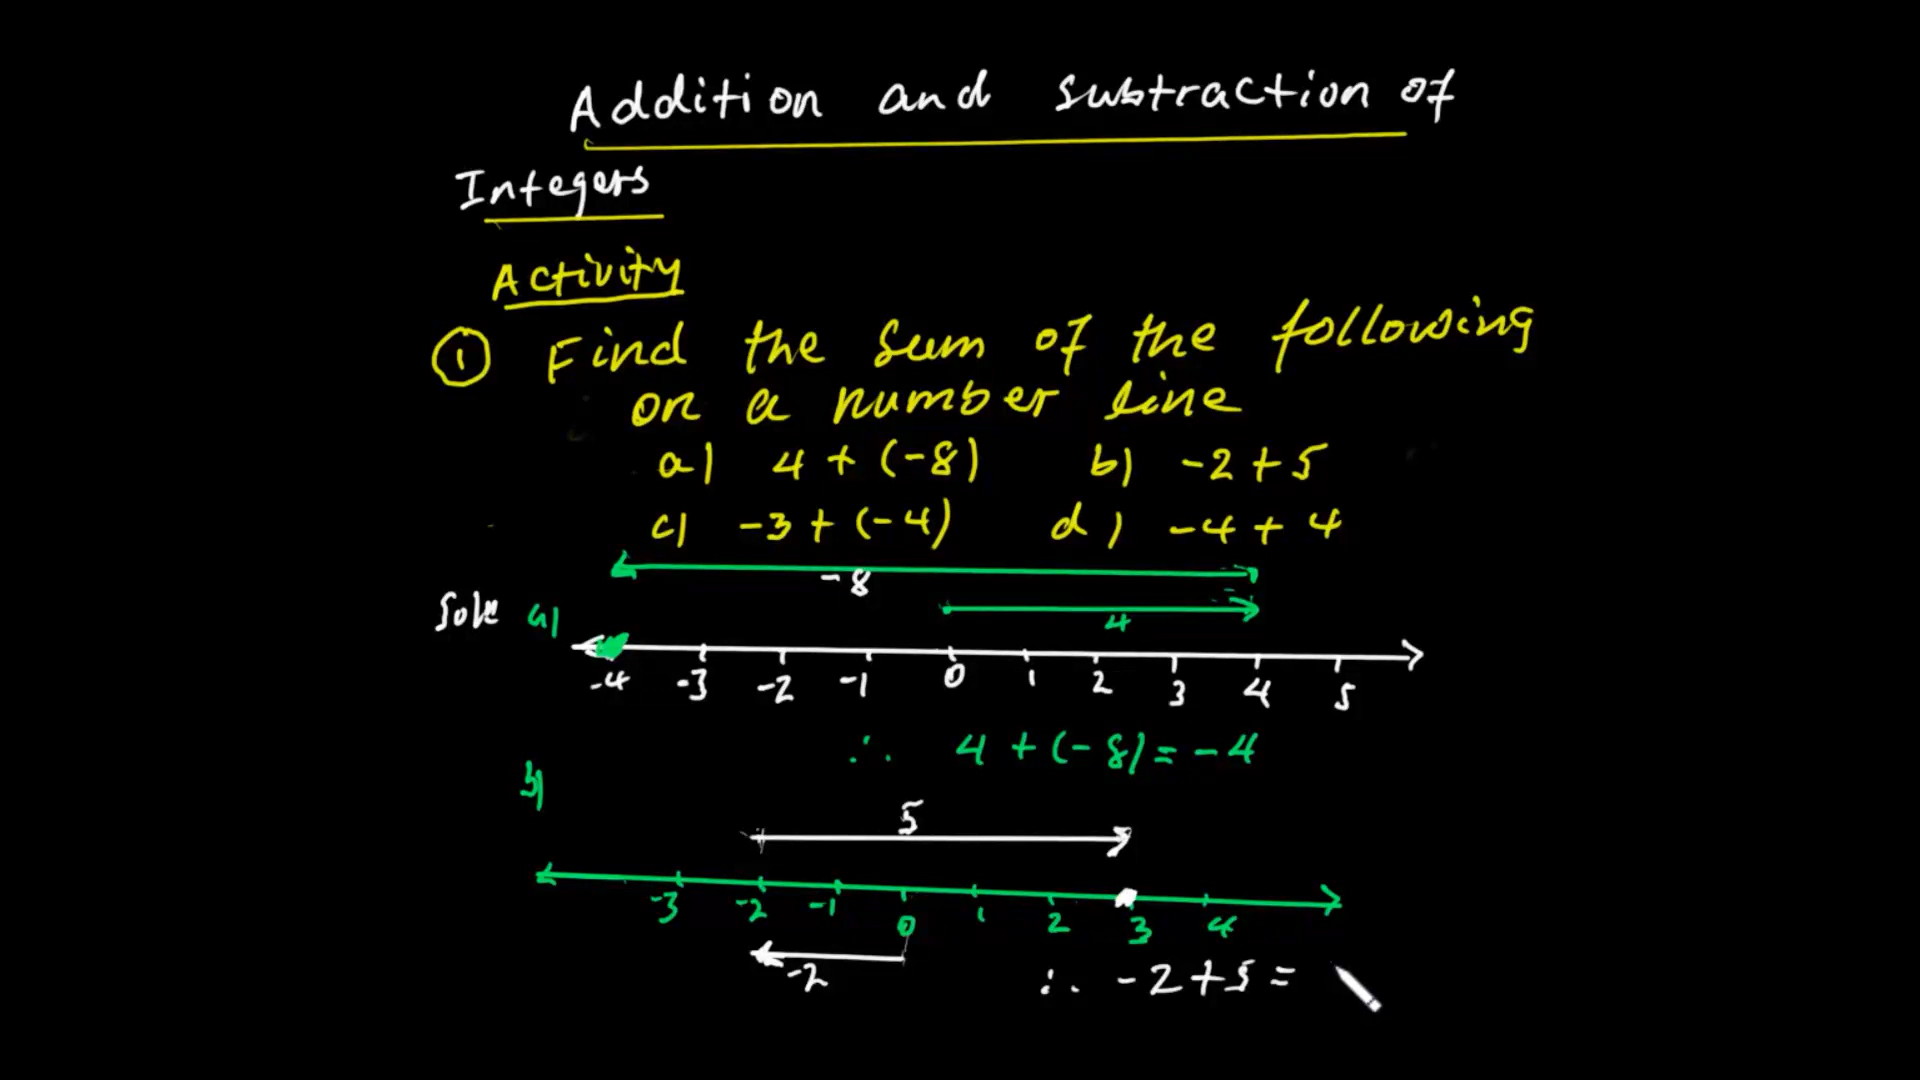 Addition and subtraction of
Integers
Activity
① Find the sum of the following
on a number line
a) 4 + (-8) b) -2 + 5
c) -3 + (-4) d) -4 + 4
-8
4
a)
-4 -3 -2 -1 0 1 2 3 4 5
∴ 4 + (-8) = -4
b)
5
-3 -2 -1 0 1 2 3 4
-2
∴ -2 + 5 =